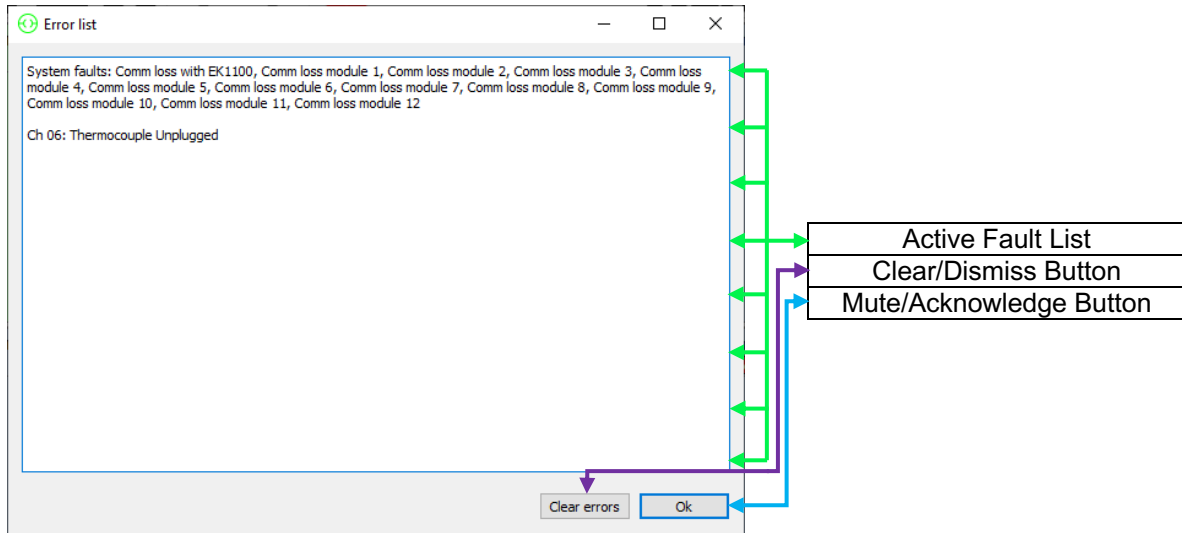 Error list
System faults: Comm loss with EK1100, Comm loss module 1, Comm loss module 2, Comm loss module 3, Comm loss
module 4, Comm loss module 5, Comm loss module 6, Comm loss module 7, Comm loss module 8, Comm loss module 9,
Comm loss module 10, Comm loss module 11, Comm loss module 12
Ch 06: Thermocouple Unplugged
Active Fault List
Clear/Dismiss Button
Mute/Acknowledge Button
Clear errors
Ok